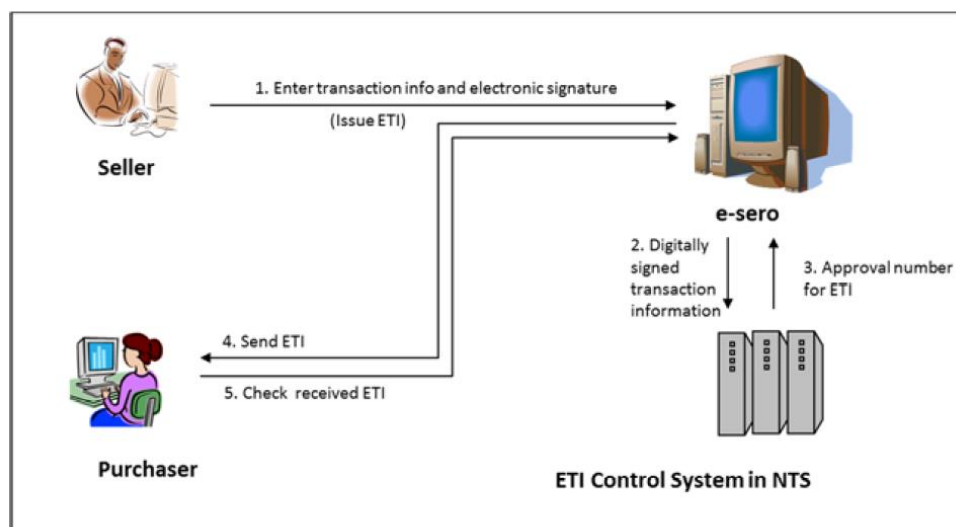 1. Enter transaction info and electronic signature
(Issue ETI)
Seller
e-sero
2. Digitally
signed
transaction
information
3. Approval number
for ETI
4. Send ETI
5. Check received ETI
Purchaser
ETI Control System in NTS